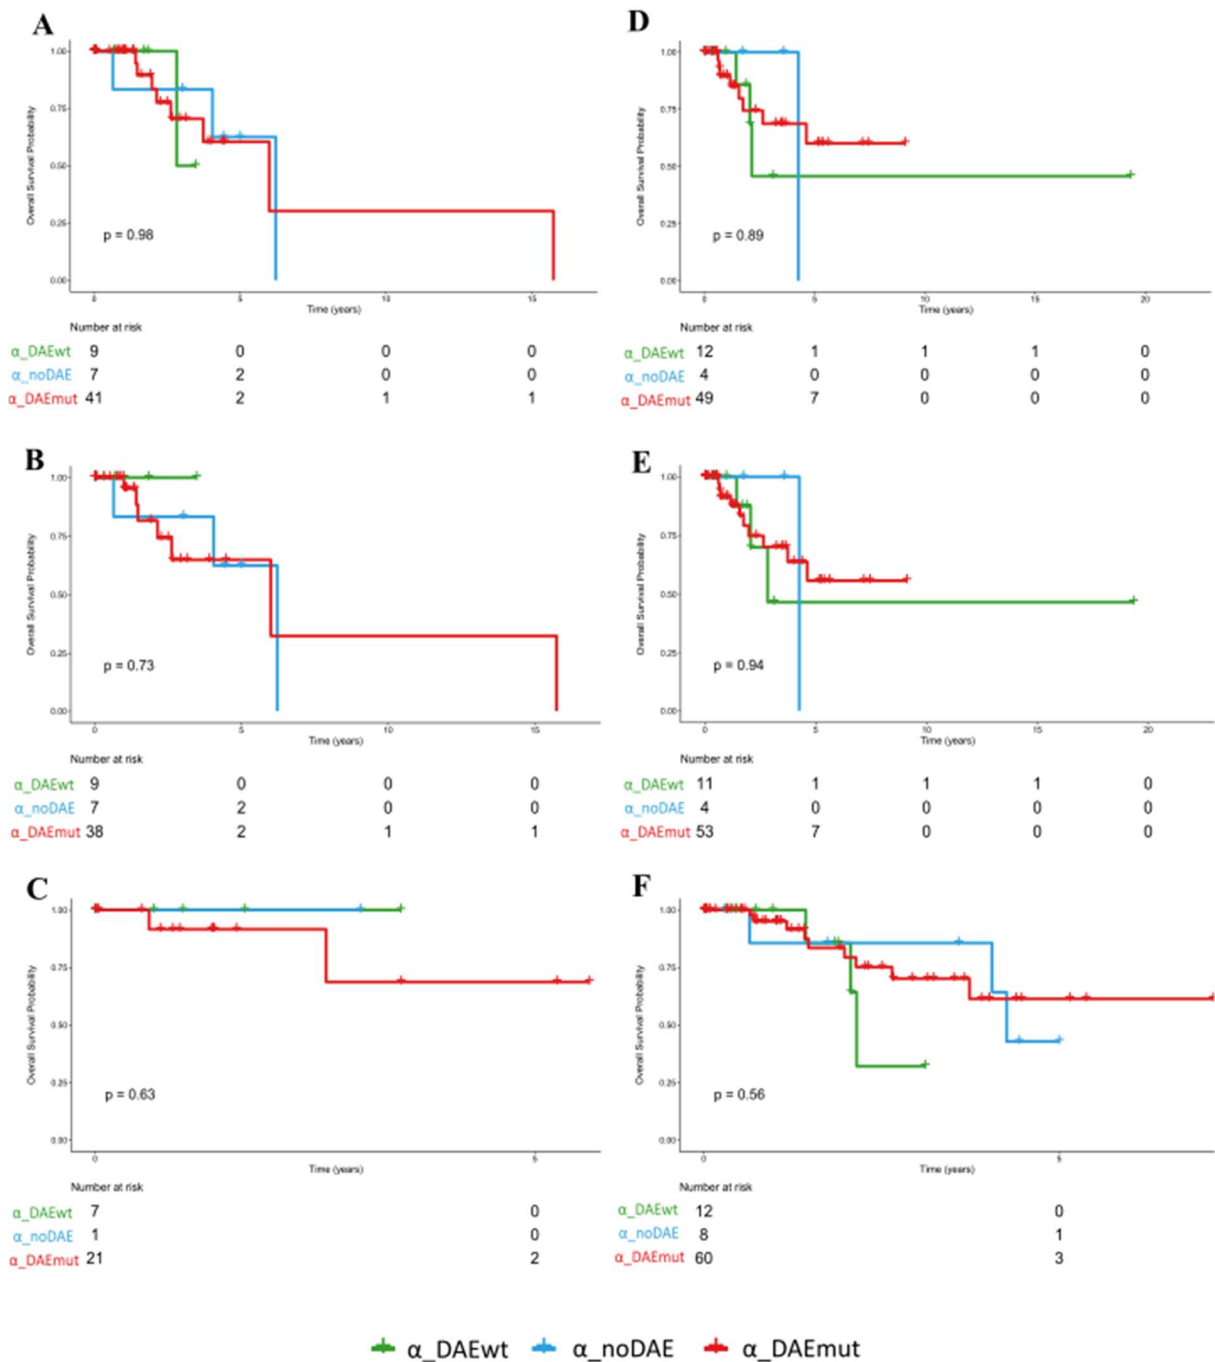 A
Overall Survival Probability
1.00
0.75
0.50
0.25
0.00
p = 0.98
0 5 10 15
Time (years)
Number at risk
α_DAEwt 9 0 0 0
α_noDAE 7 2 0 0
α_DAEmut 41 2 1 1
D
Overall Survival Probability
1.00
0.75
0.50
0.25
0.00
p = 0.89
0 5 10 15 20
Time (years)
Number at risk
α_DAEwt 12 1 1 1 0
α_noDAE 4 0 0 0 0
α_DAEmut 49 7 0 0 0
B
Overall Survival Probability
1.00
0.75
0.50
0.25
0.00
p = 0.73
0 5 10 15
Time (years)
Number at risk
α_DAEwt 9 0 0 0
α_noDAE 7 2 0 0
α_DAEmut 38 2 1 1
E
Overall Survival Probability
1.00
0.75
0.50
0.25
0.00
p = 0.94
0 5 10 15 20
Time (years)
Number at risk
α_DAEwt 11 1 1 1 0
α_noDAE 4 0 0 0 0
α_DAEmut 53 7 0 0 0
C
Overall Survival Probability
1.00
0.75
0.50
0.25
0.00
p = 0.63
0 5
Time (years)
Number at risk
α_DAEwt 7 0
α_noDAE 1 0
α_DAEmut 21 2
F
Overall Survival Probability
1.00
0.75
0.50
0.25
0.00
p = 0.56
0 5
Time (years)
Number at risk
α_DAEwt 12 0
α_noDAE 8 1
α_DAEmut 60 3
α_DAEwt α_noDAE α_DAEmut